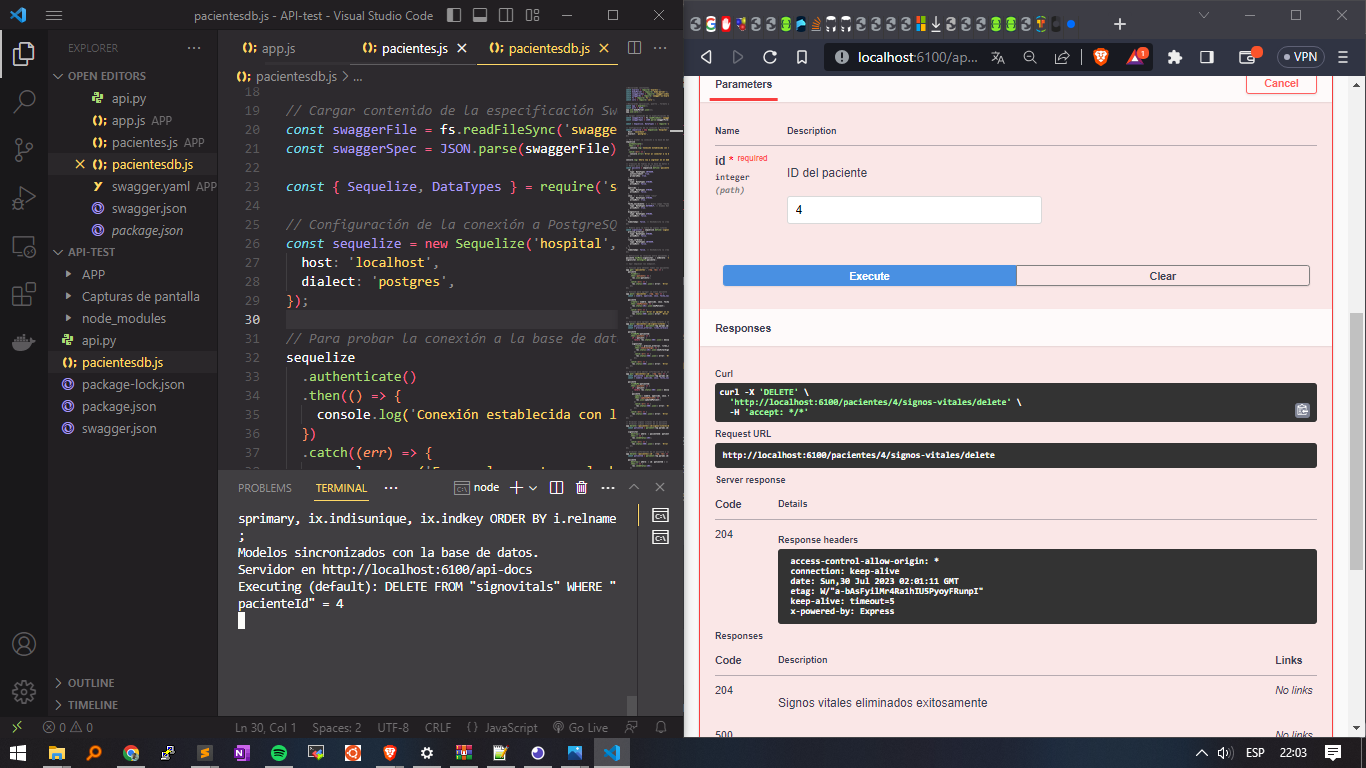 pacientesdb.js - API-test - Visual Studio Code
EXPLORER
OPEN EDITORS
api.py
app.js APP
pacientes.js APP
pacientesdb.js
swagger.yaml APP
swagger.json
package.json
API-TEST
APP
Capturas de pantalla
node_modules
api.py
pacientesdb.js
package-lock.json
package.json
swagger.json
OUTLINE
TIMELINE
app.js
pacientes.js
pacientesdb.js
pacientesdb.js > ...
18
19 // Cargar contenido de la especificación Sw
20 const swaggerFile = fs.readFileSync('swagge
21 const swaggerSpec = JSON.parse(swaggerFile)
22
23 const { Sequelize, DataTypes } = require('s
24
25 // Configuración de la conexión a PostgreSQ
26 const sequelize = new Sequelize('hospital',
27 host: 'localhost',
28 dialect: 'postgres',
29 });
30
31 // Para probar la conexión a la base de dat
32 sequelize
33 .authenticate()
34 .then(() => {
35 console.log('Conexión establecida con l
36 })
37 .catch((err) => {
PROBLEMS
TERMINAL
node
sprimary, ix.indisunique, ix.indkey ORDER BY i.relname
;
Modelos sincronizados con la base de datos.
Servidor en http://localhost:6100/api-docs
Executing (default): DELETE FROM "signovitals" WHERE "
pacienteId" = 4
0 0
Ln 30, Col 1
Spaces: 2
UTF-8
CRLF
{ } JavaScript
Go Live
localhost:6100/ap...
1
VPN
Parameters
Cancel
Name
Description
id * required
integer
(path)
ID del paciente
4
Execute
Clear
Responses
Curl
curl -X 'DELETE' \
'http://localhost:6100/pacientes/4/signos-vitales/delete' \
-H 'accept: */*'
Request URL
http://localhost:6100/pacientes/4/signos-vitales/delete
Server response
Code
Details
204
Response headers
access-control-allow-origin: *
connection: keep-alive
date: Sun,30 Jul 2023 02:01:11 GMT
etag: W/"a-bAsFyilMr4Ra1hIU5PyoyFRunpI"
keep-alive: timeout=5
x-powered-by: Express
Responses
Code
Description
Links
204
Signos vitales eliminados exitosamente
No links
500
No links
ESP
22:03